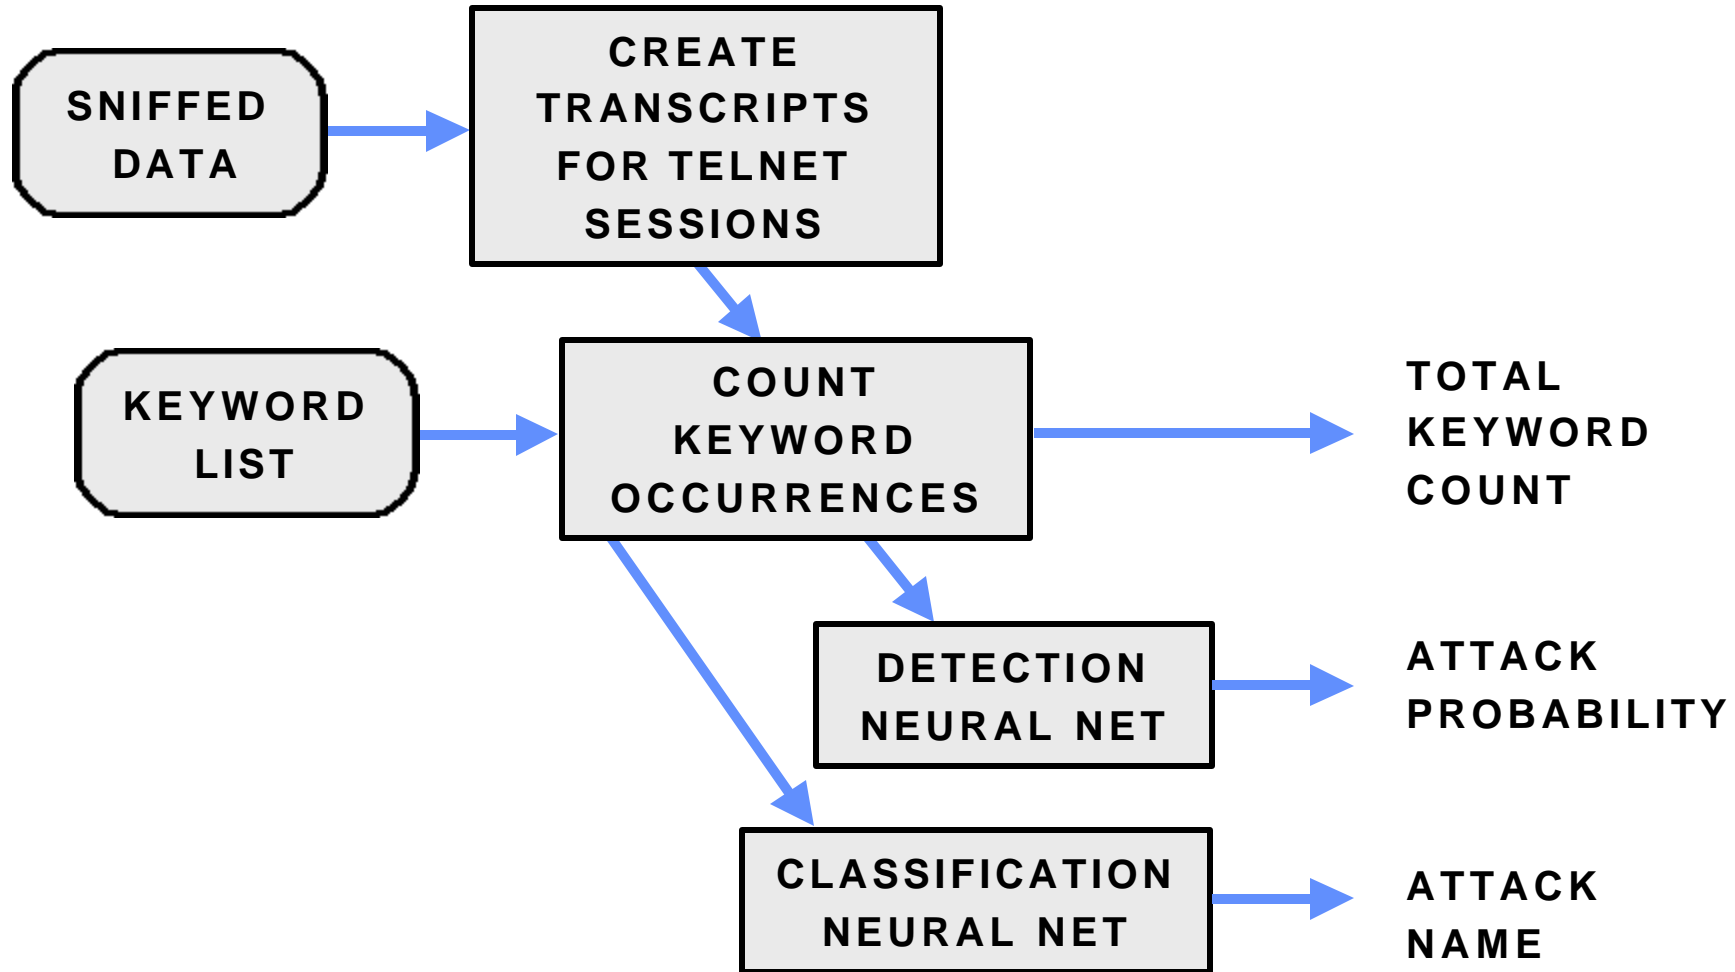 SNIFFED
DATA
CREATE
TRANSCRIPTS
FOR TELNET
SESSIONS
KEYWORD
LIST
COUNT
KEYWORD
OCCURRENCES
TOTAL
KEYWORD
COUNT
DETECTION
NEURAL NET
ATTACK
PROBABILITY
CLASSIFICATION
NEURAL NET
ATTACK
NAME